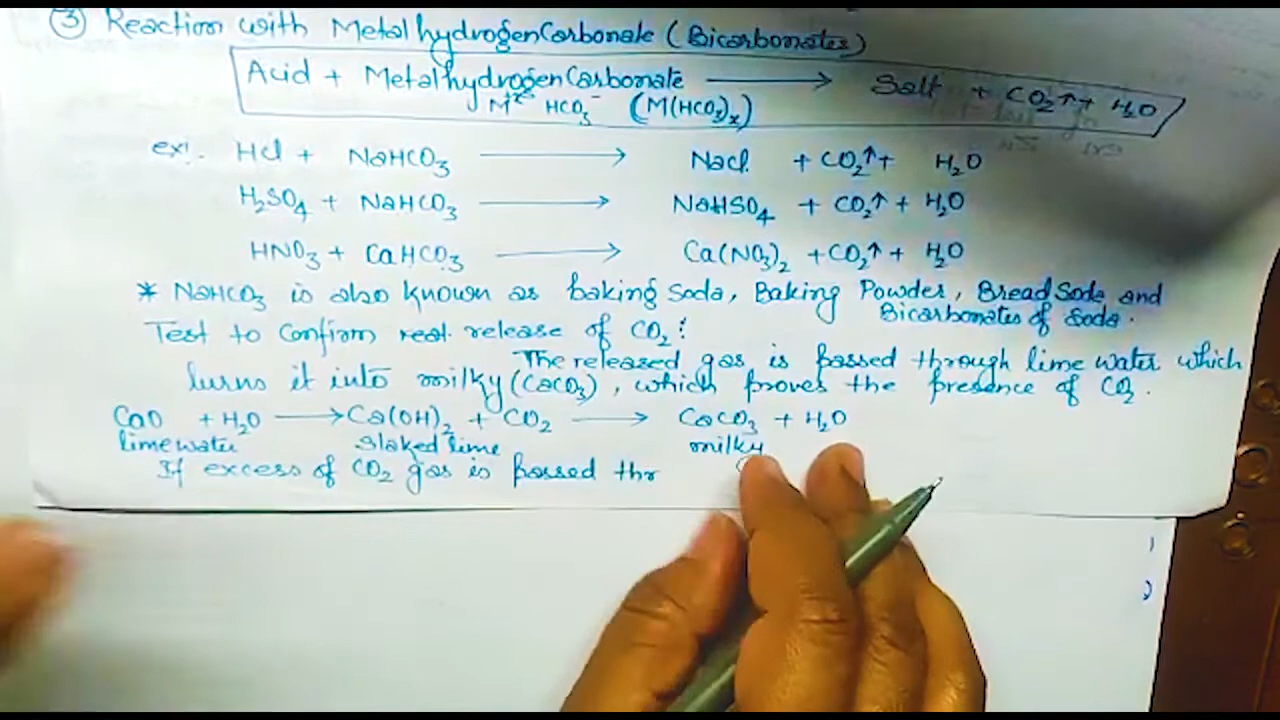 ③ Reaction with Metal hydrogen Carbonate (Bicarbonates)
Acid + Metal hydrogen Carbonate → Salt + CO₂↑ + H₂O
M⁺ˣ HCO₃⁻ (M(HCO₃)ₓ)
ex!. HCl + NaHCO₃ → NaCl + CO₂↑ + H₂O
H₂SO₄ + NaHCO₃ → NaHSO₄ + CO₂↑ + H₂O
HNO₃ + CaHCO₃ → Ca(NO₃)₂ + CO₂↑ + H₂O
* NaHCO₃ is also known as baking Soda, Baking Powder, Bread Soda and
Bicarbonates of Soda.
Test to Confirm release of CO₂:
The released gas is passed through lime water which
turns it into milky (CaCO₃), which proves the presence of CO₂.
CaO + H₂O → Ca(OH)₂ + CO₂ → CaCO₃ + H₂O
lime water slaked lime milky
If excess of CO₂ gas is passed thr